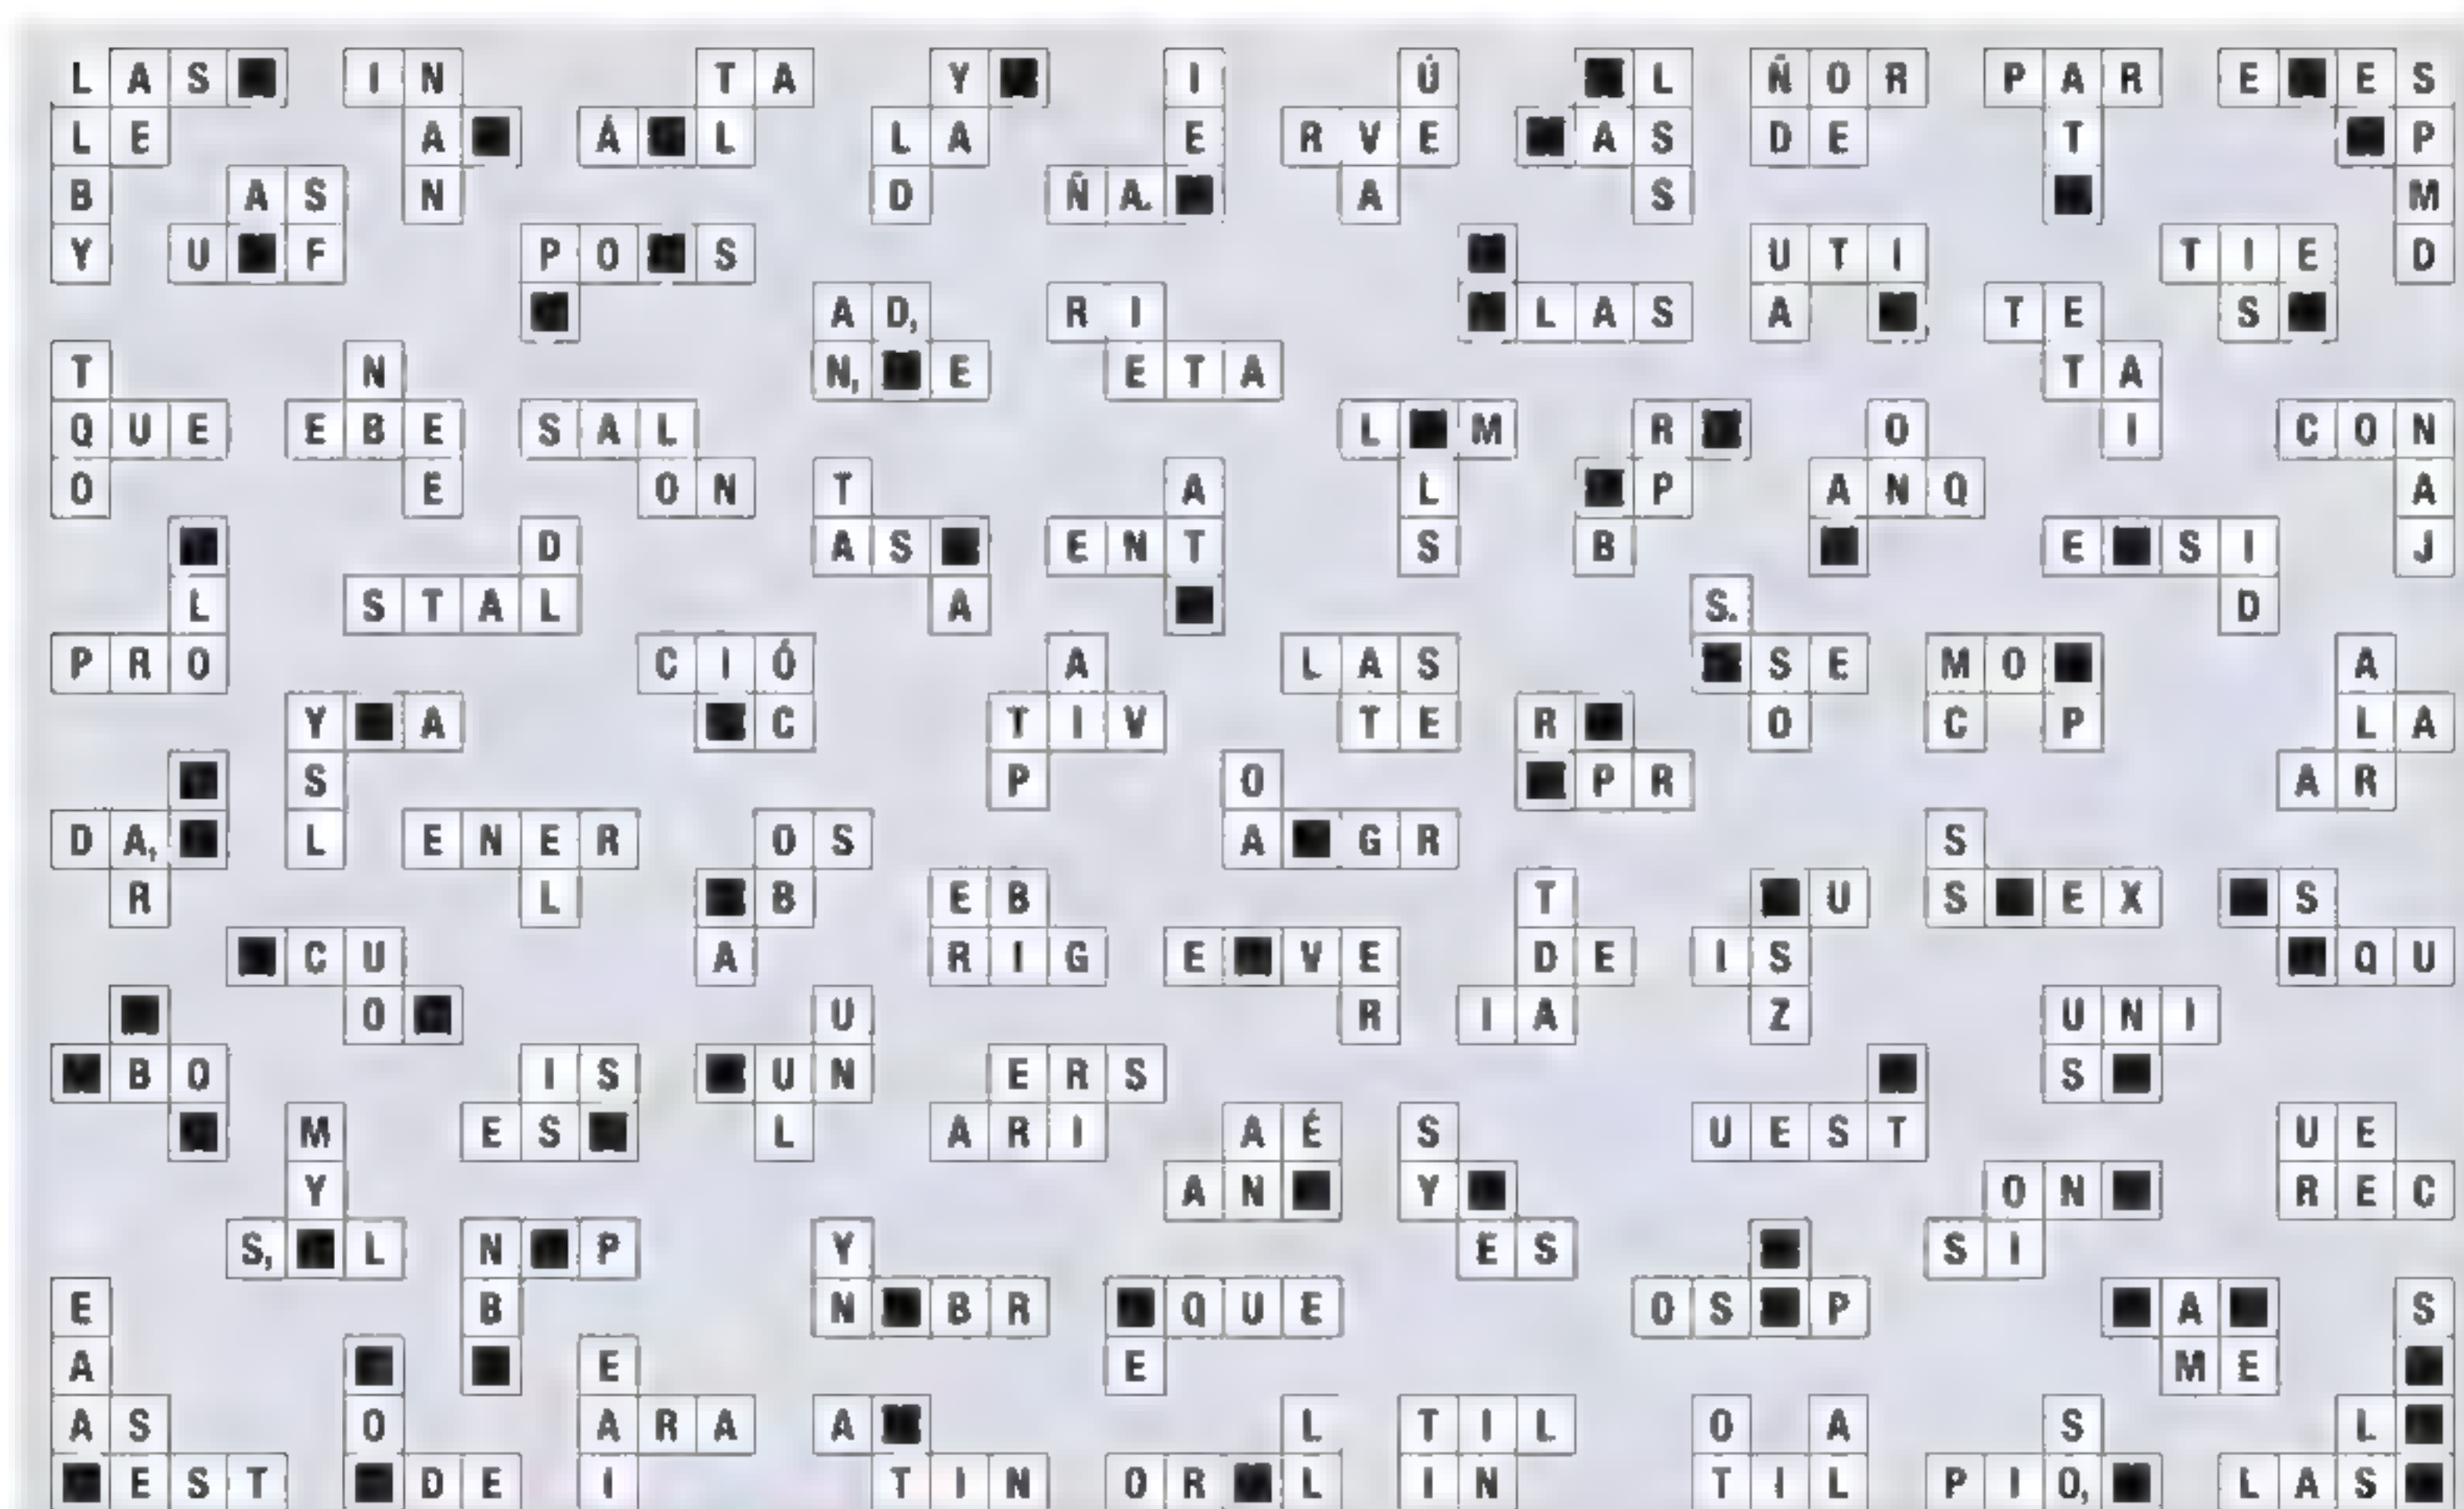 LAS■ IN TA Y■ I Ú ■L ÑOR PAR E■ES
LE A■ Á■L LA E RVE ■AS DE T ■P
B AS N D ÑA.■ A S ■ M
Y U■F PO■S ■ UTI TIE D
■ AD, RI ■LAS A ■ TE S■
T N N,■E ETA TA
QUE EBE SAL L■M R■ O I CON
O E ON T A L ■P ANQ A
■ D AS■ ENT S B ■ E■SI J
L STAL A ■ S. D
PRO CIÓ A LAS ■SE MO■ A
Y■A ■C TIV TE R■ O C P LA
■ S P O ■PR AR
DA,■ L ENER OS A■GR S
R L ■B EB T ■U S■EX ■S
■CU A RIG E■VE DE IS ■QU
■ O■ U R IA Z UNI
■BO IS ■UN ERS ■ S■
■ M ES■ L ARI AÉ S UEST UE
Y AN■ Y■ ON■ REC
S,■L N■P Y ES ■ SI
E B N■BR ■QUE OS■P ■A■ S
A ■ ■ E E ME ■
AS O ARA A■ L TIL O A S L■
■EST ■DE I TIN OR■L IN TIL PIO,■ LAS■